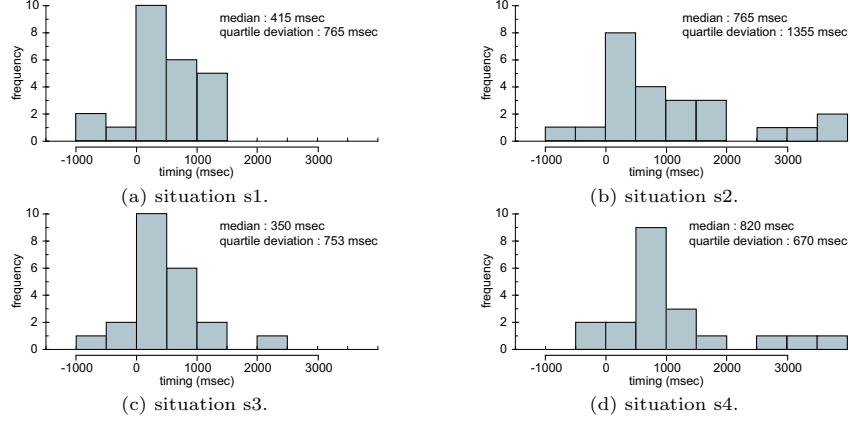 median : 415 msec
quartile deviation : 765 msec
10
8
6
4
2
0
frequency
-1000 0 1000 2000 3000
timing (msec)
(a) situation s1.
median : 765 msec
quartile deviation : 1355 msec
10
8
6
4
2
0
frequency
-1000 0 1000 2000 3000
timing (msec)
(b) situation s2.
median : 350 msec
quartile deviation : 753 msec
10
8
6
4
2
0
frequency
-1000 0 1000 2000 3000
timing (msec)
(c) situation s3.
median : 820 msec
quartile deviation : 670 msec
10
8
6
4
2
0
frequency
-1000 0 1000 2000 3000
timing (msec)
(d) situation s4.